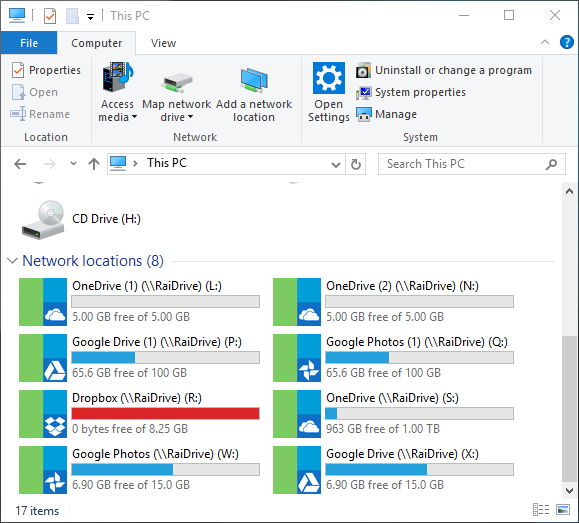 This PC
File Computer View
Properties
Open
Rename
Location
Access media
Map network drive
Add a network location
Network
Open Settings
Uninstall or change a program
System properties
Manage
System
This PC
Search This PC
CD Drive (H:)
Network locations (8)
OneDrive (1) (\\RaiDrive) (L:)
5.00 GB free of 5.00 GB
OneDrive (2) (\\RaiDrive) (N:)
5.00 GB free of 5.00 GB
Google Drive (1) (\\RaiDrive) (P:)
65.6 GB free of 100 GB
Google Photos (1) (\\RaiDrive) (Q:)
65.6 GB free of 100 GB
Dropbox (\\RaiDrive) (R:)
0 bytes free of 8.25 GB
OneDrive (\\RaiDrive) (S:)
963 GB free of 1.00 TB
Google Photos (\\RaiDrive) (W:)
6.90 GB free of 15.0 GB
Google Drive (\\RaiDrive) (X:)
6.90 GB free of 15.0 GB
17 items